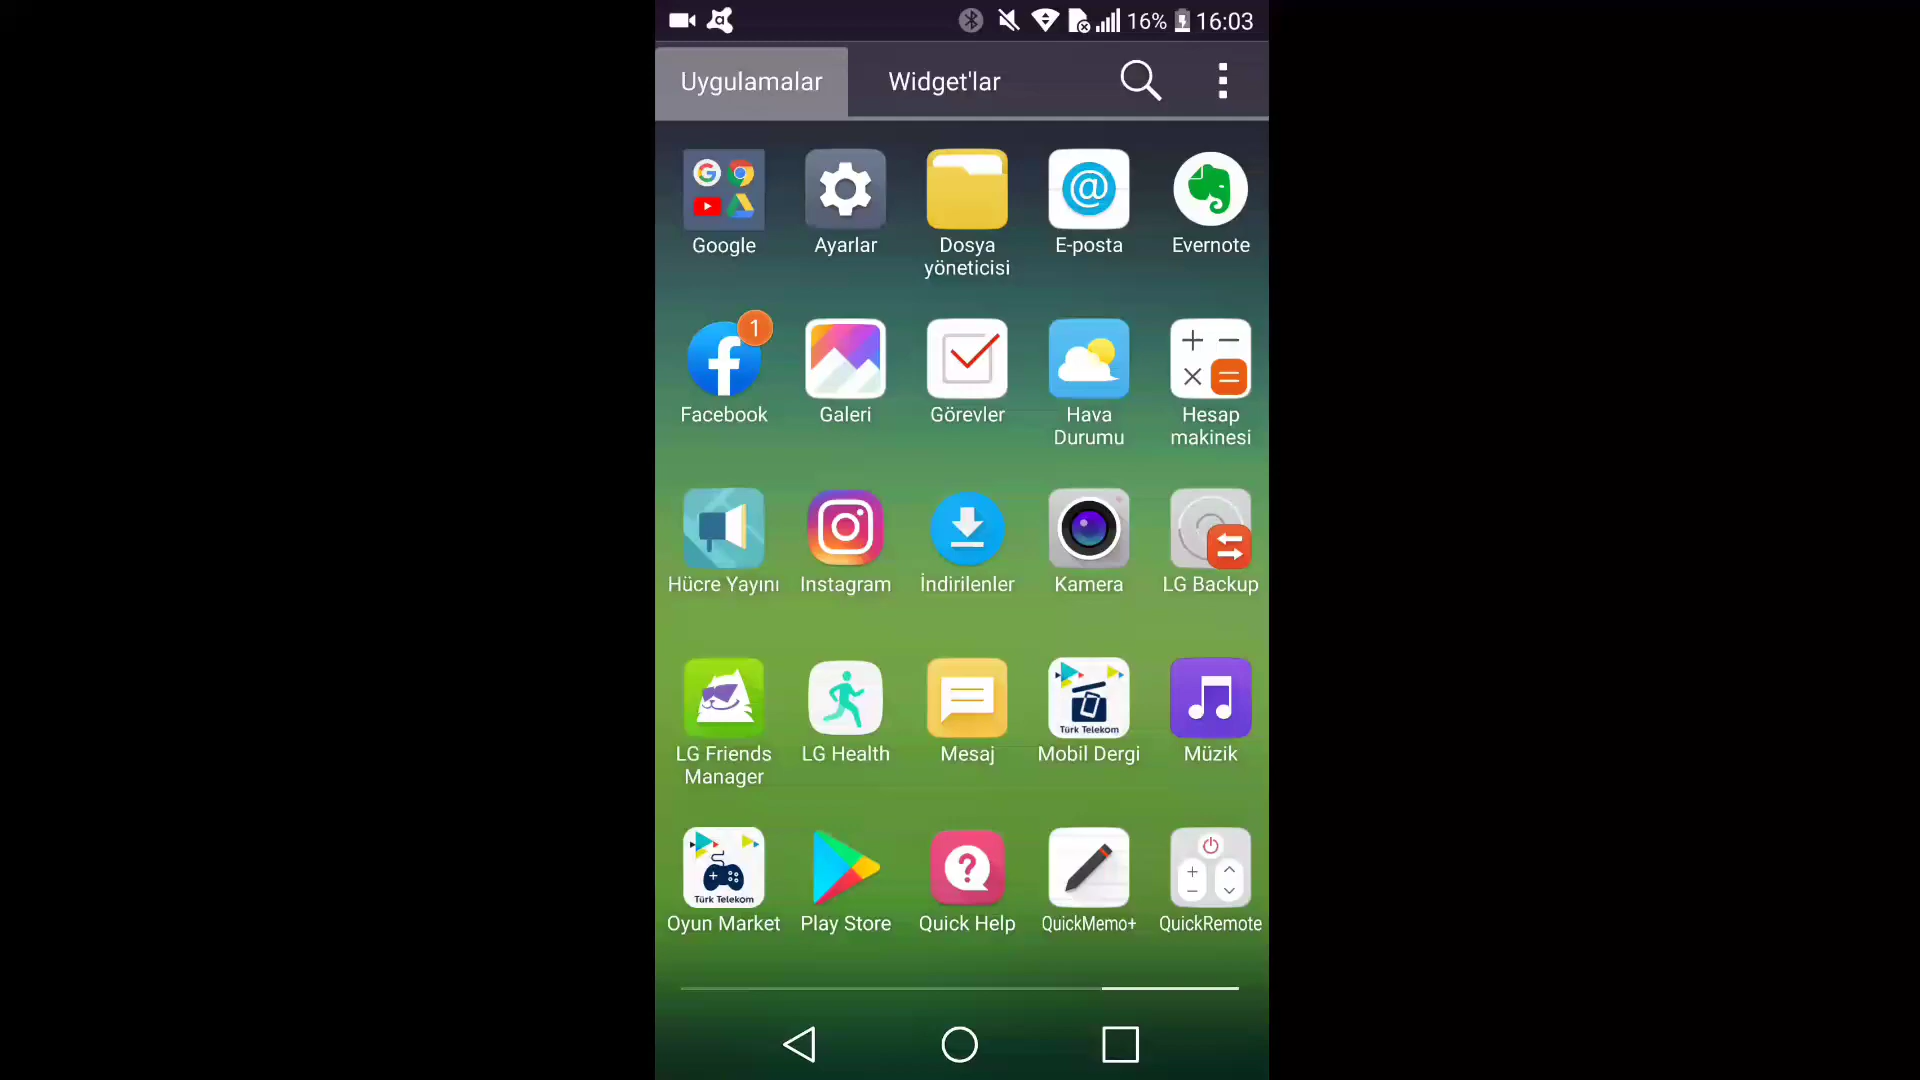 16% 16:03
Uygulamalar Widget'lar
Google Ayarlar Dosya yöneticisi E-posta Evernote
1
Facebook Galeri Görevler Hava Durumu Hesap makinesi
Hücre Yayını Instagram İndirilenler Kamera LG Backup
Türk Telekom
LG Friends Manager LG Health Mesaj Mobil Dergi Müzik
Türk Telekom
Oyun Market Play Store Quick Help QuickMemo+ QuickRemote